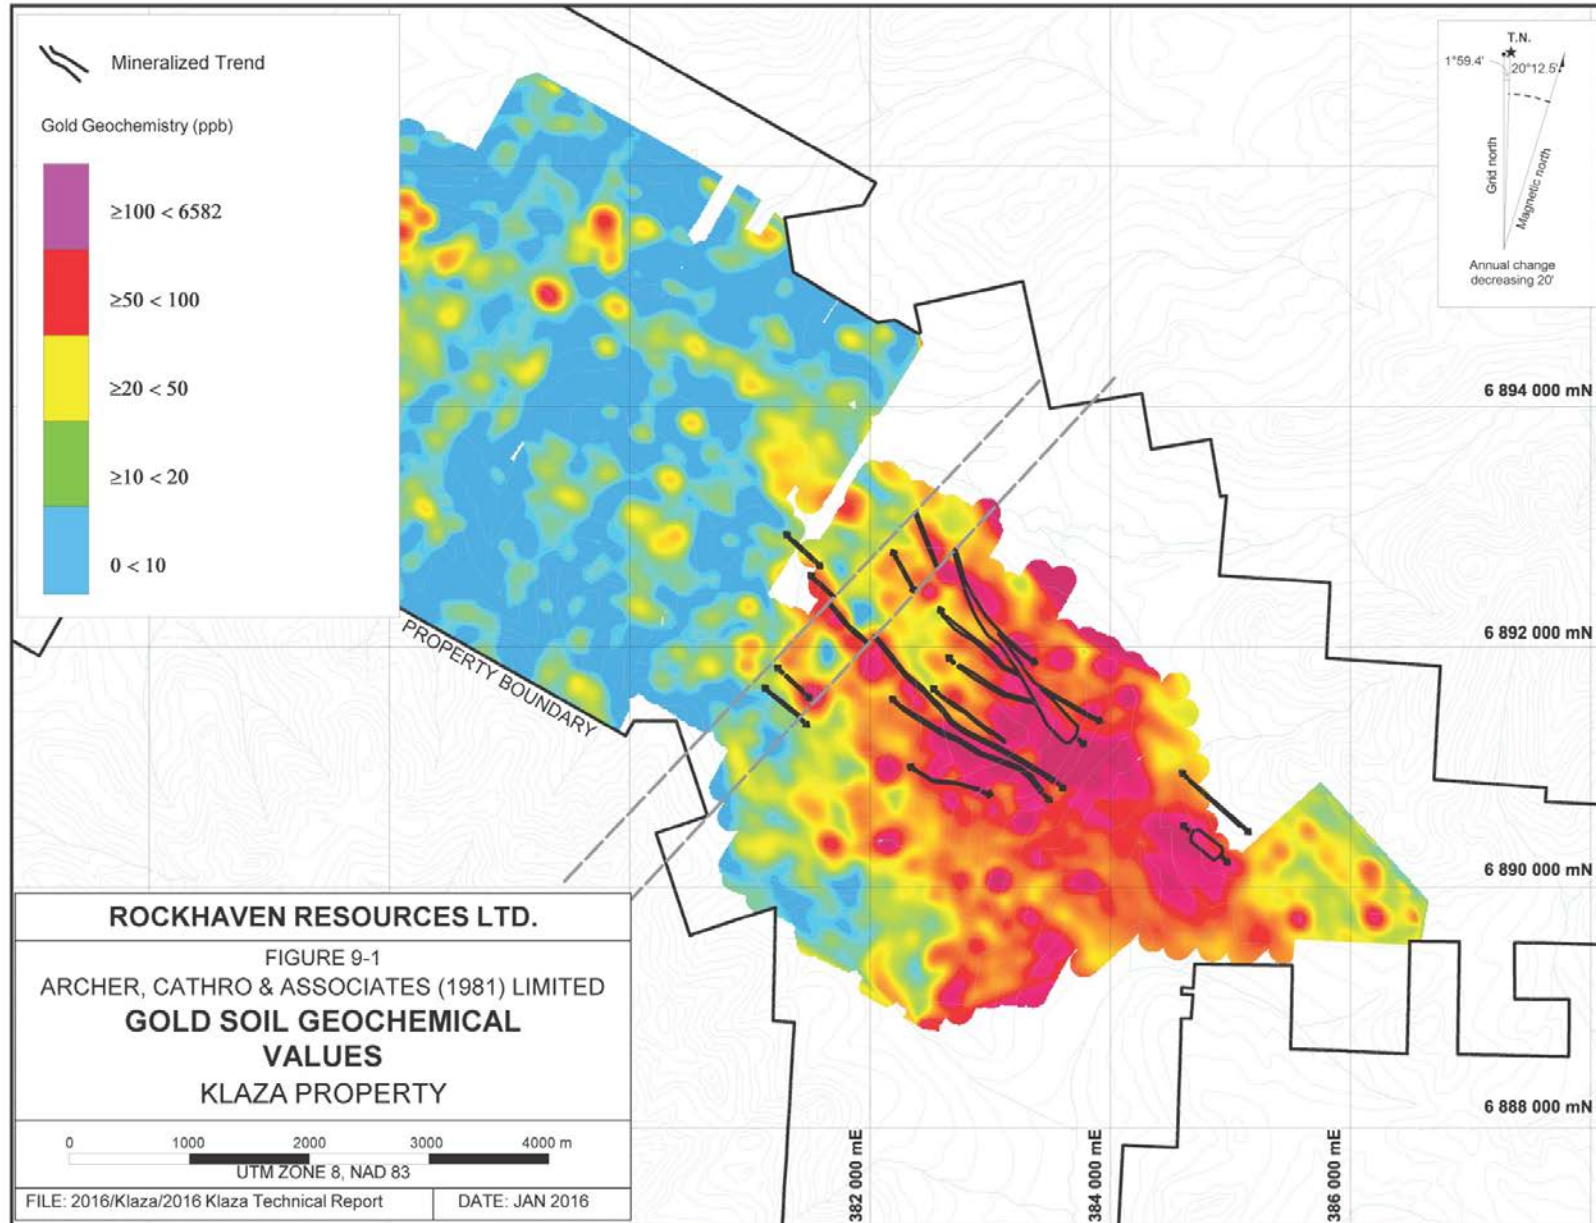 Mineralized Trend
Gold Geochemistry (ppb)
≥100 < 6582
≥50 < 100
≥20 < 50
≥10 < 20
0 < 10
T.N.
1°59.4'
20°12.5'
Grid north
Magnetic north
Annual change
decreasing 20'
6 894 000 mN
6 892 000 mN
6 890 000 mN
6 888 000 mN
PROPERTY BOUNDARY
382 000 mE
384 000 mE
386 000 mE
ROCKHAVEN RESOURCES LTD.
FIGURE 9-1
ARCHER, CATHRO & ASSOCIATES (1981) LIMITED
GOLD SOIL GEOCHEMICAL
VALUES
KLAZA PROPERTY
0 1000 2000 3000 4000 m
UTM ZONE 8, NAD 83
FILE: 2016/Klaza/2016 Klaza Technical Report DATE: JAN 2016